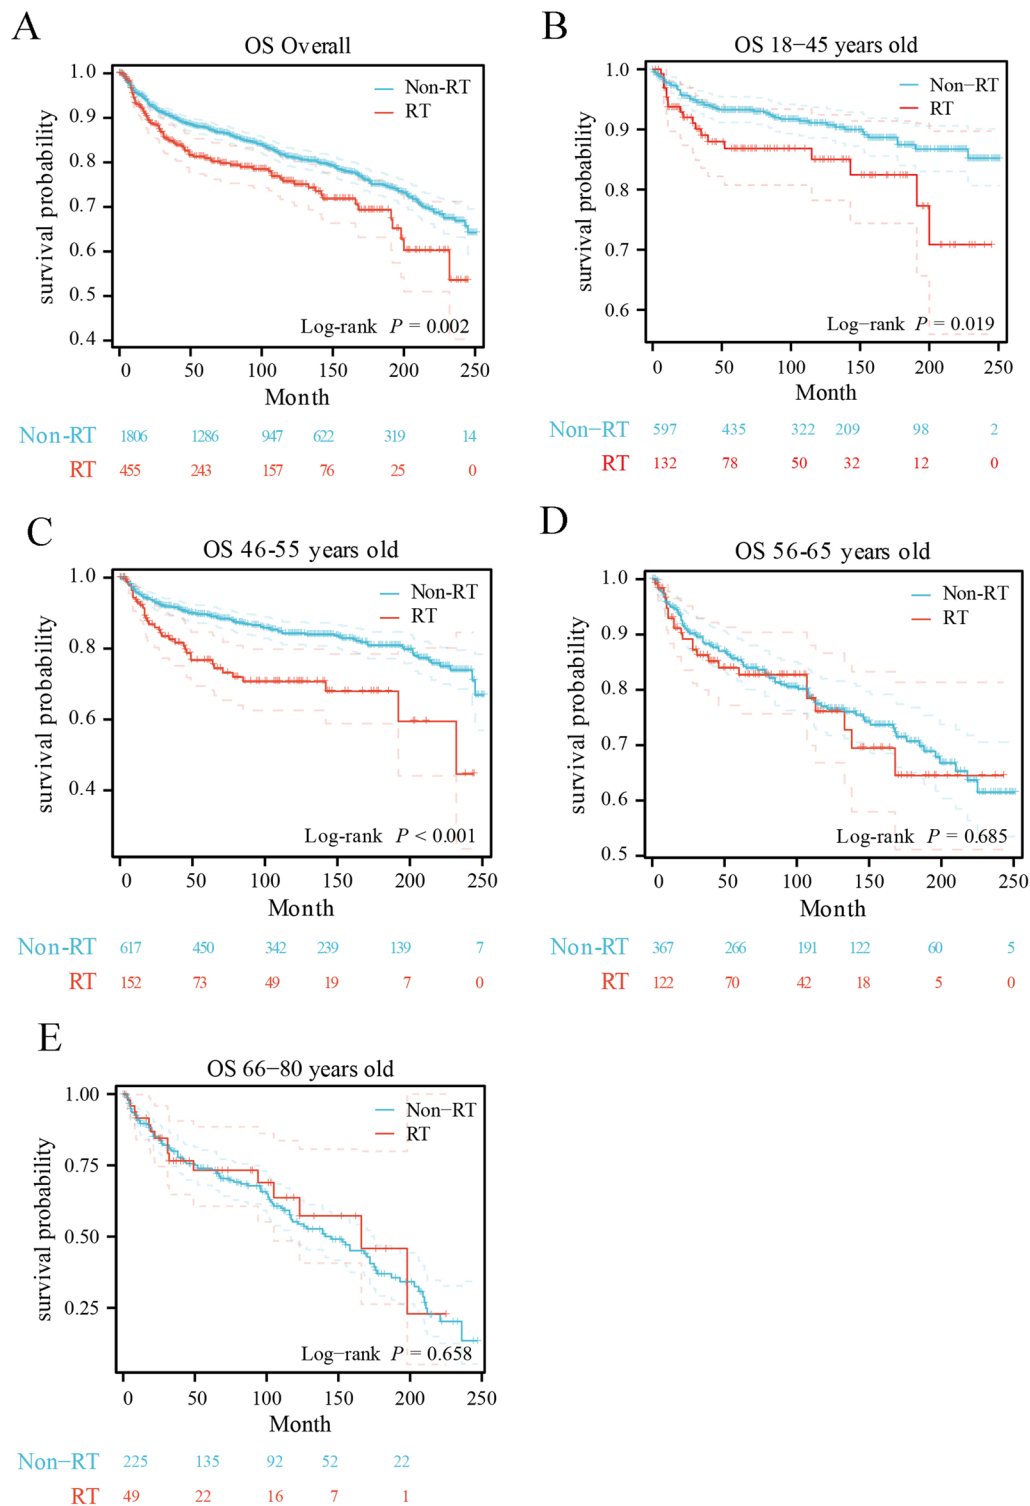 A
OS Overall
survival probability
1.0
0.9
0.8
0.7
0.6
0.5
0.4
Non-RT
RT
Log-rank P = 0.002
0 50 100 150 200 250
Month
Non-RT 1806 1286 947 622 319 14
RT 455 243 157 76 25 0
B
OS 18−45 years old
survival probability
1.0
0.9
0.8
0.7
0.6
Non−RT
RT
Log−rank P = 0.019
0 50 100 150 200 250
Month
Non−RT 597 435 322 209 98 2
RT 132 78 50 32 12 0
C
OS 46-55 years old
survival probability
1.0
0.8
0.6
0.4
Non-RT
RT
Log-rank P < 0.001
0 50 100 150 200 250
Month
Non-RT 617 450 342 239 139 7
RT 152 73 49 19 7 0
D
OS 56-65 years old
survival probability
1.0
0.9
0.8
0.7
0.6
0.5
Non-RT
RT
Log-rank P = 0.685
0 50 100 150 200 250
Month
Non-RT 367 266 191 122 60 5
RT 122 70 42 18 5 0
E
OS 66−80 years old
survival probability
1.00
0.75
0.50
0.25
Non−RT
RT
Log−rank P = 0.658
0 50 100 150 200 250
Month
Non−RT 225 135 92 52 22
RT 49 22 16 7 1